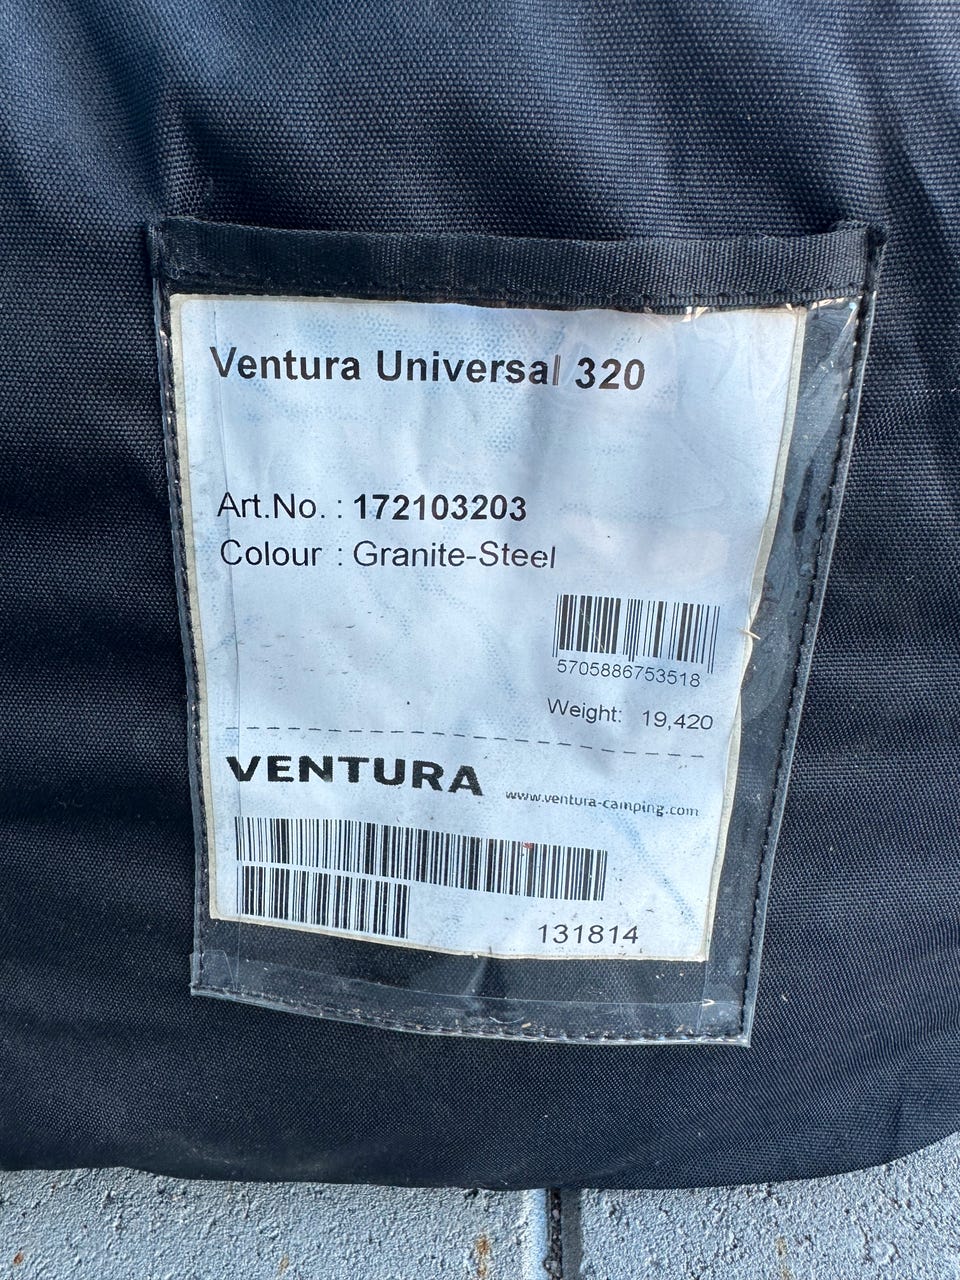 Ventura Universal 320
Art.No. : 172103203
Colour : Granite-Steel
5705886753518
Weight: 19,420
VENTURA www.ventura-camping.com
131814